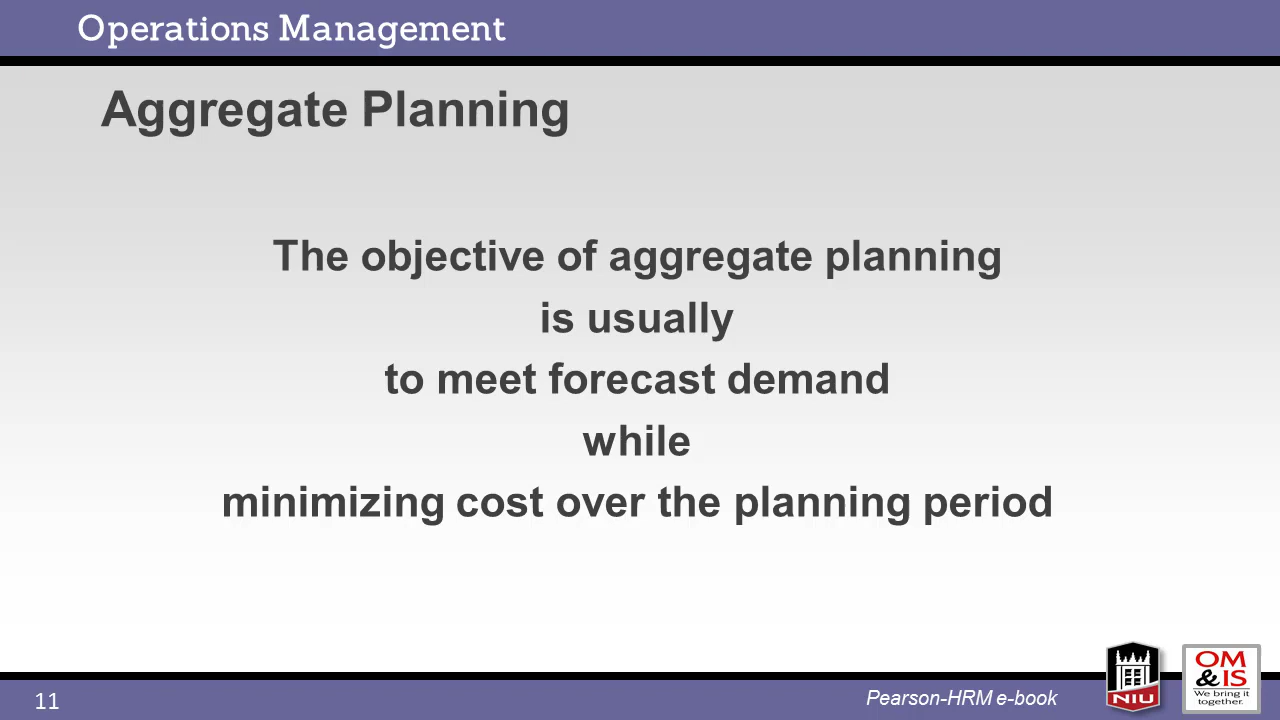 Operations Management
Aggregate Planning
The objective of aggregate planning
is usually
to meet forecast demand
while
minimizing cost over the planning period
11
Pearson-HRM e-book
NIU
OM
&IS
We bring it
together.